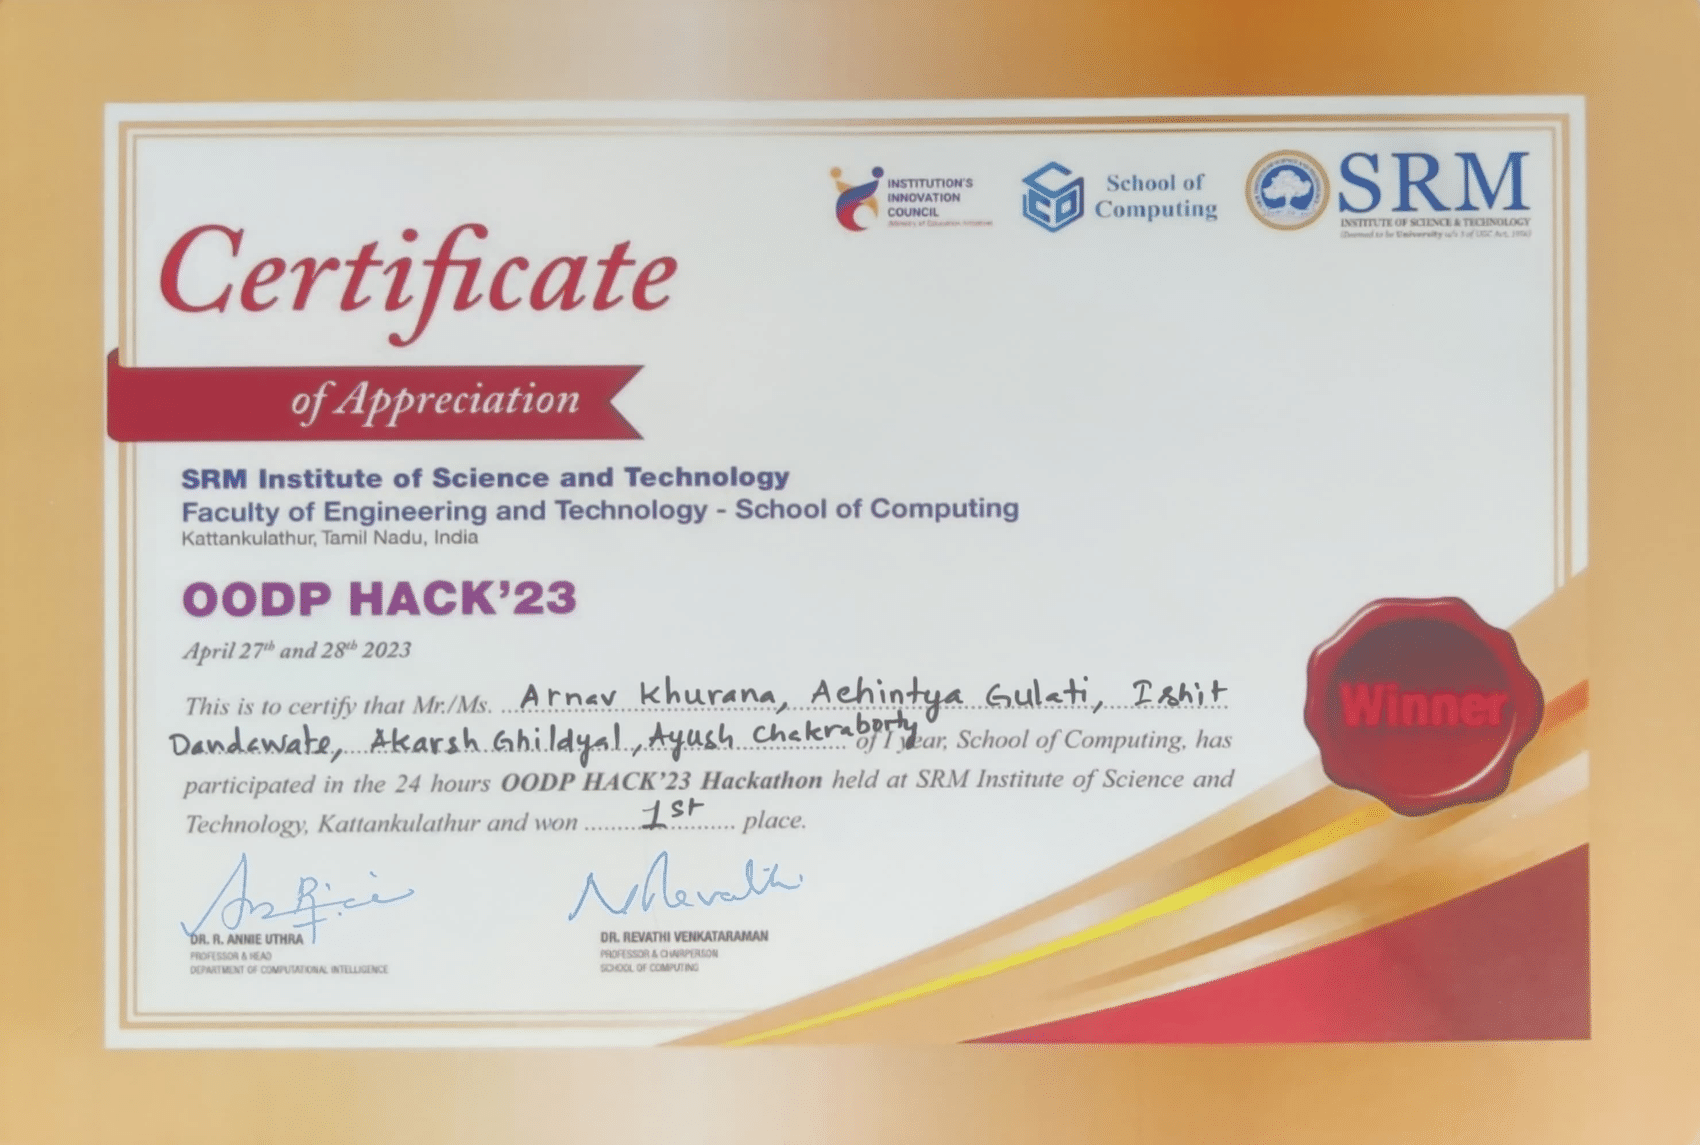 INSTITUTION'S
INNOVATION
COUNCIL
(Ministry of Education Initiative)
School of
Computing
SRM
INSTITUTE OF SCIENCE & TECHNOLOGY
(Deemed to be University u/s 3 of UGC Act, 1956)
Certificate
of Appreciation
SRM Institute of Science and Technology
Faculty of Engineering and Technology - School of Computing
Kattankulathur, Tamil Nadu, India
OODP HACK'23
April 27th and 28th 2023
This is to certify that Mr./Ms. Arnav Khurana, Achintya Gulati, Ishit
Dandawate, Akarsh Ghildyal, Ayush Chakraborty of I year, School of Computing, has
participated in the 24 hours OODP HACK'23 Hackathon held at SRM Institute of Science and
Technology, Kattankulathur and won 1st place.
Winner
N Revathi
DR. R. ANNIE UTHRA
PROFESSOR & HEAD
DEPARTMENT OF COMPUTATIONAL INTELLIGENCE
DR. REVATHI VENKATARAMAN
PROFESSOR & CHAIRPERSON
SCHOOL OF COMPUTING